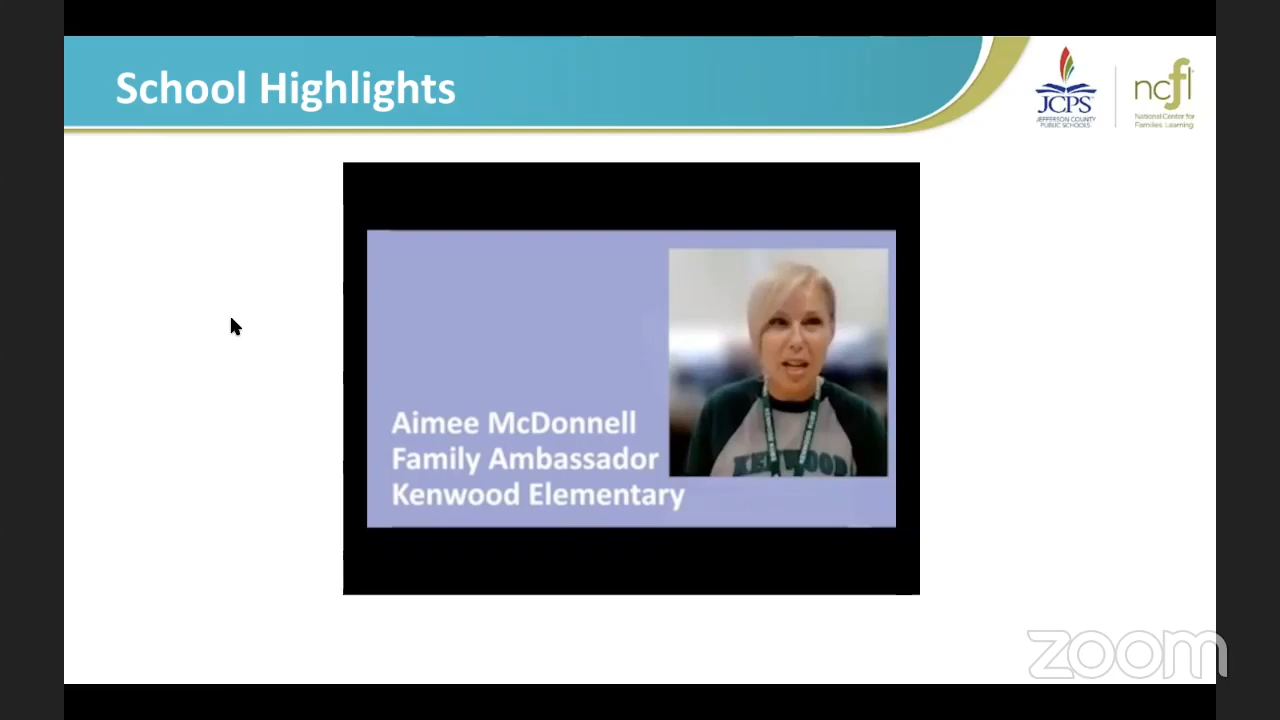 School Highlights
JCPS
JEFFERSON COUNTY
PUBLIC SCHOOLS
ncfl
National Center for
Families Learning
KENWOOD
Aimee McDonnell
Family Ambassador
Kenwood Elementary
zoom